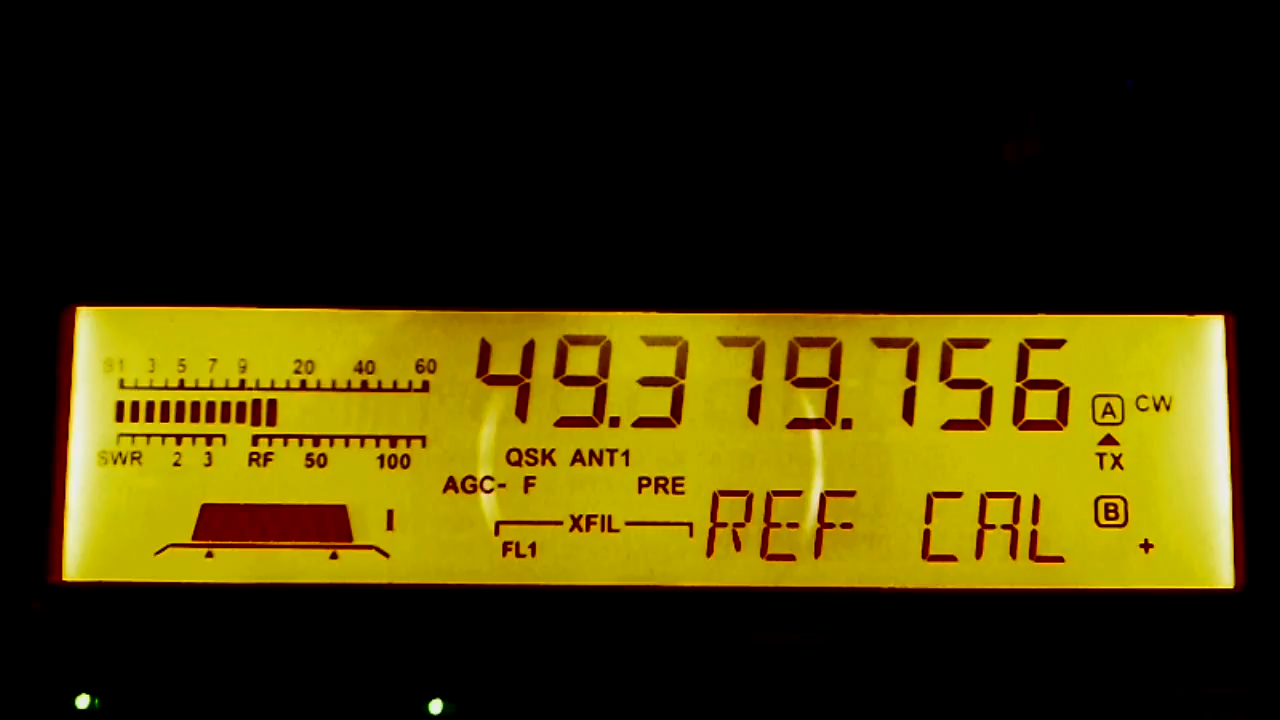 S1 3 5 7 9 20 40 60
49.379.756
A CW
SWR 2 3 RF 50 100
QSK ANT1
TX
AGC- F PRE
XFIL
REF CAL
B
FL1
+